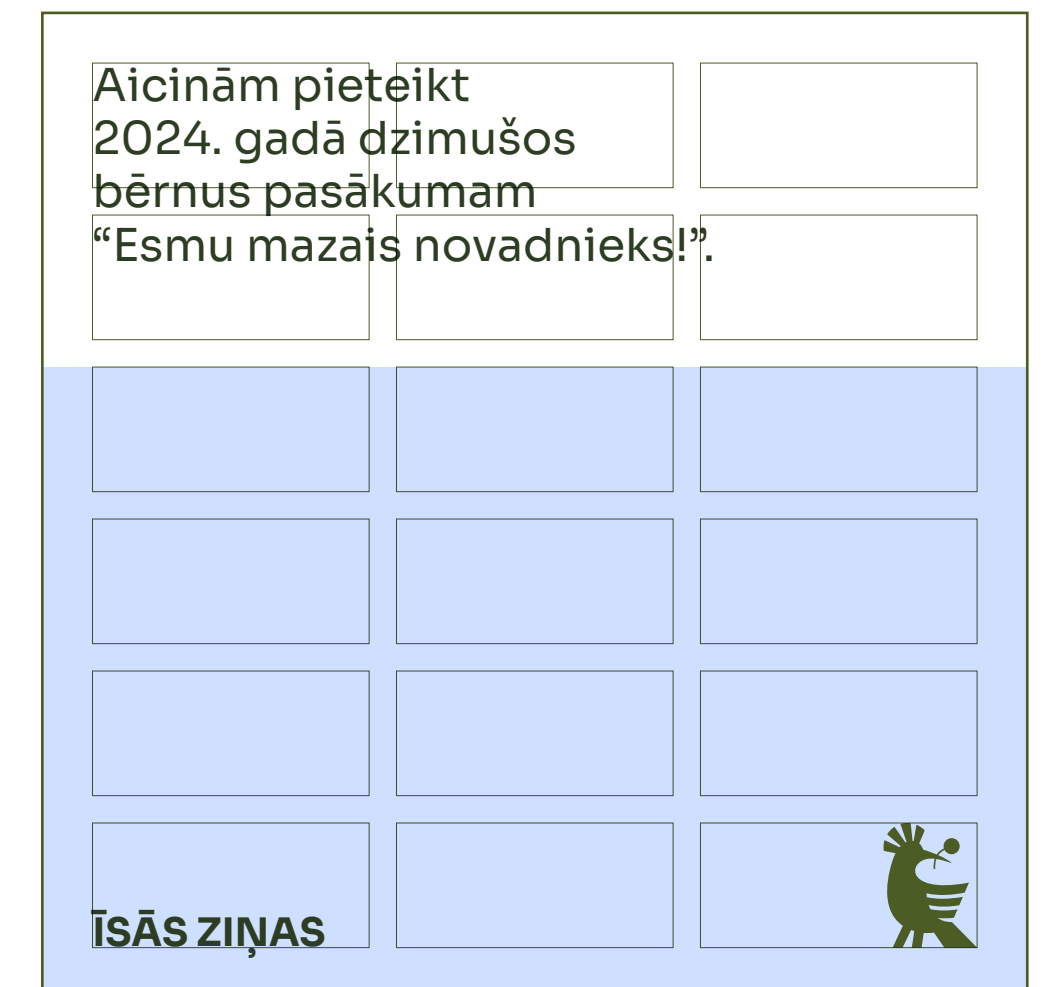 Aicinām pieteikt
2024. gadā dzimušos
bērnus pasākumam
“Esmu mazais novadnieks!”.
ĪSĀS ZIŅAS